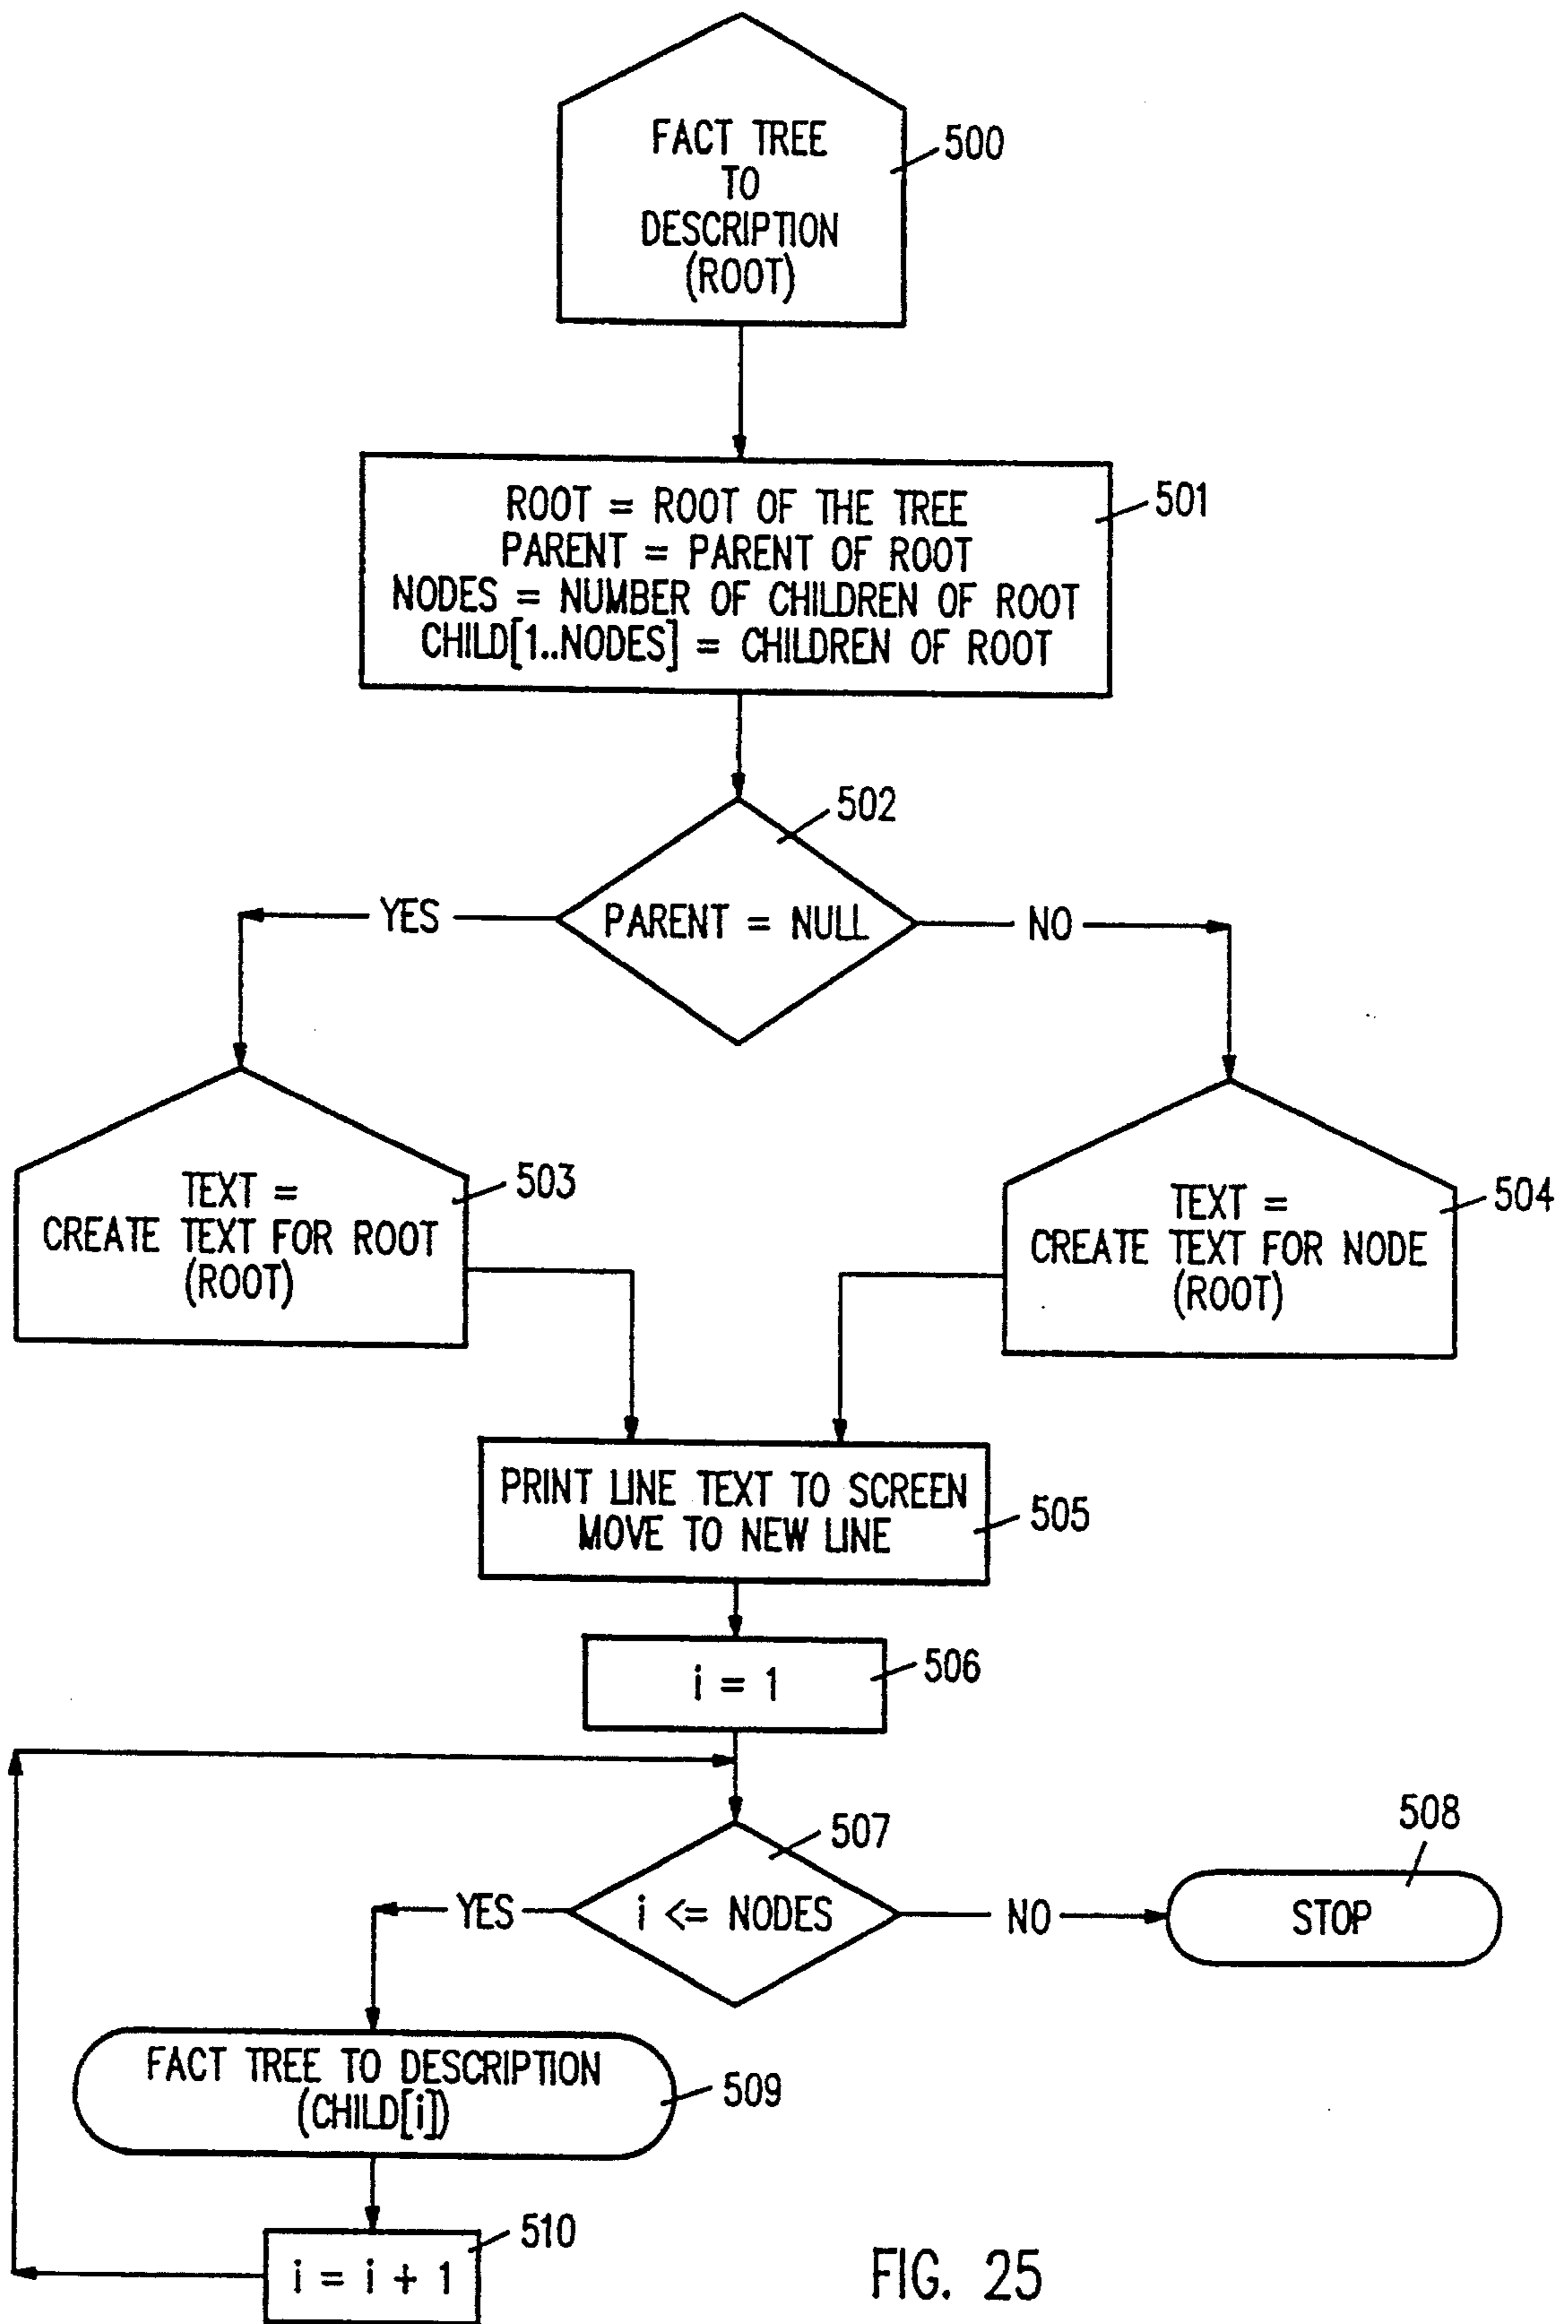 FACT TREE
TO
DESCRIPTION
(ROOT)
500
ROOT = ROOT OF THE TREE
PARENT = PARENT OF ROOT
NODES = NUMBER OF CHILDREN OF ROOT
CHILD[1..NODES] = CHILDREN OF ROOT
501
502
PARENT = NULL
YES
NO
TEXT =
CREATE TEXT FOR ROOT
(ROOT)
503
TEXT =
CREATE TEXT FOR NODE
(ROOT)
504
PRINT LINE TEXT TO SCREEN
MOVE TO NEW LINE
505
i = 1
506
507
i <= NODES
YES
NO
508
STOP
FACT TREE TO DESCRIPTION
(CHILD[i])
509
510
i = i + 1
FIG. 25